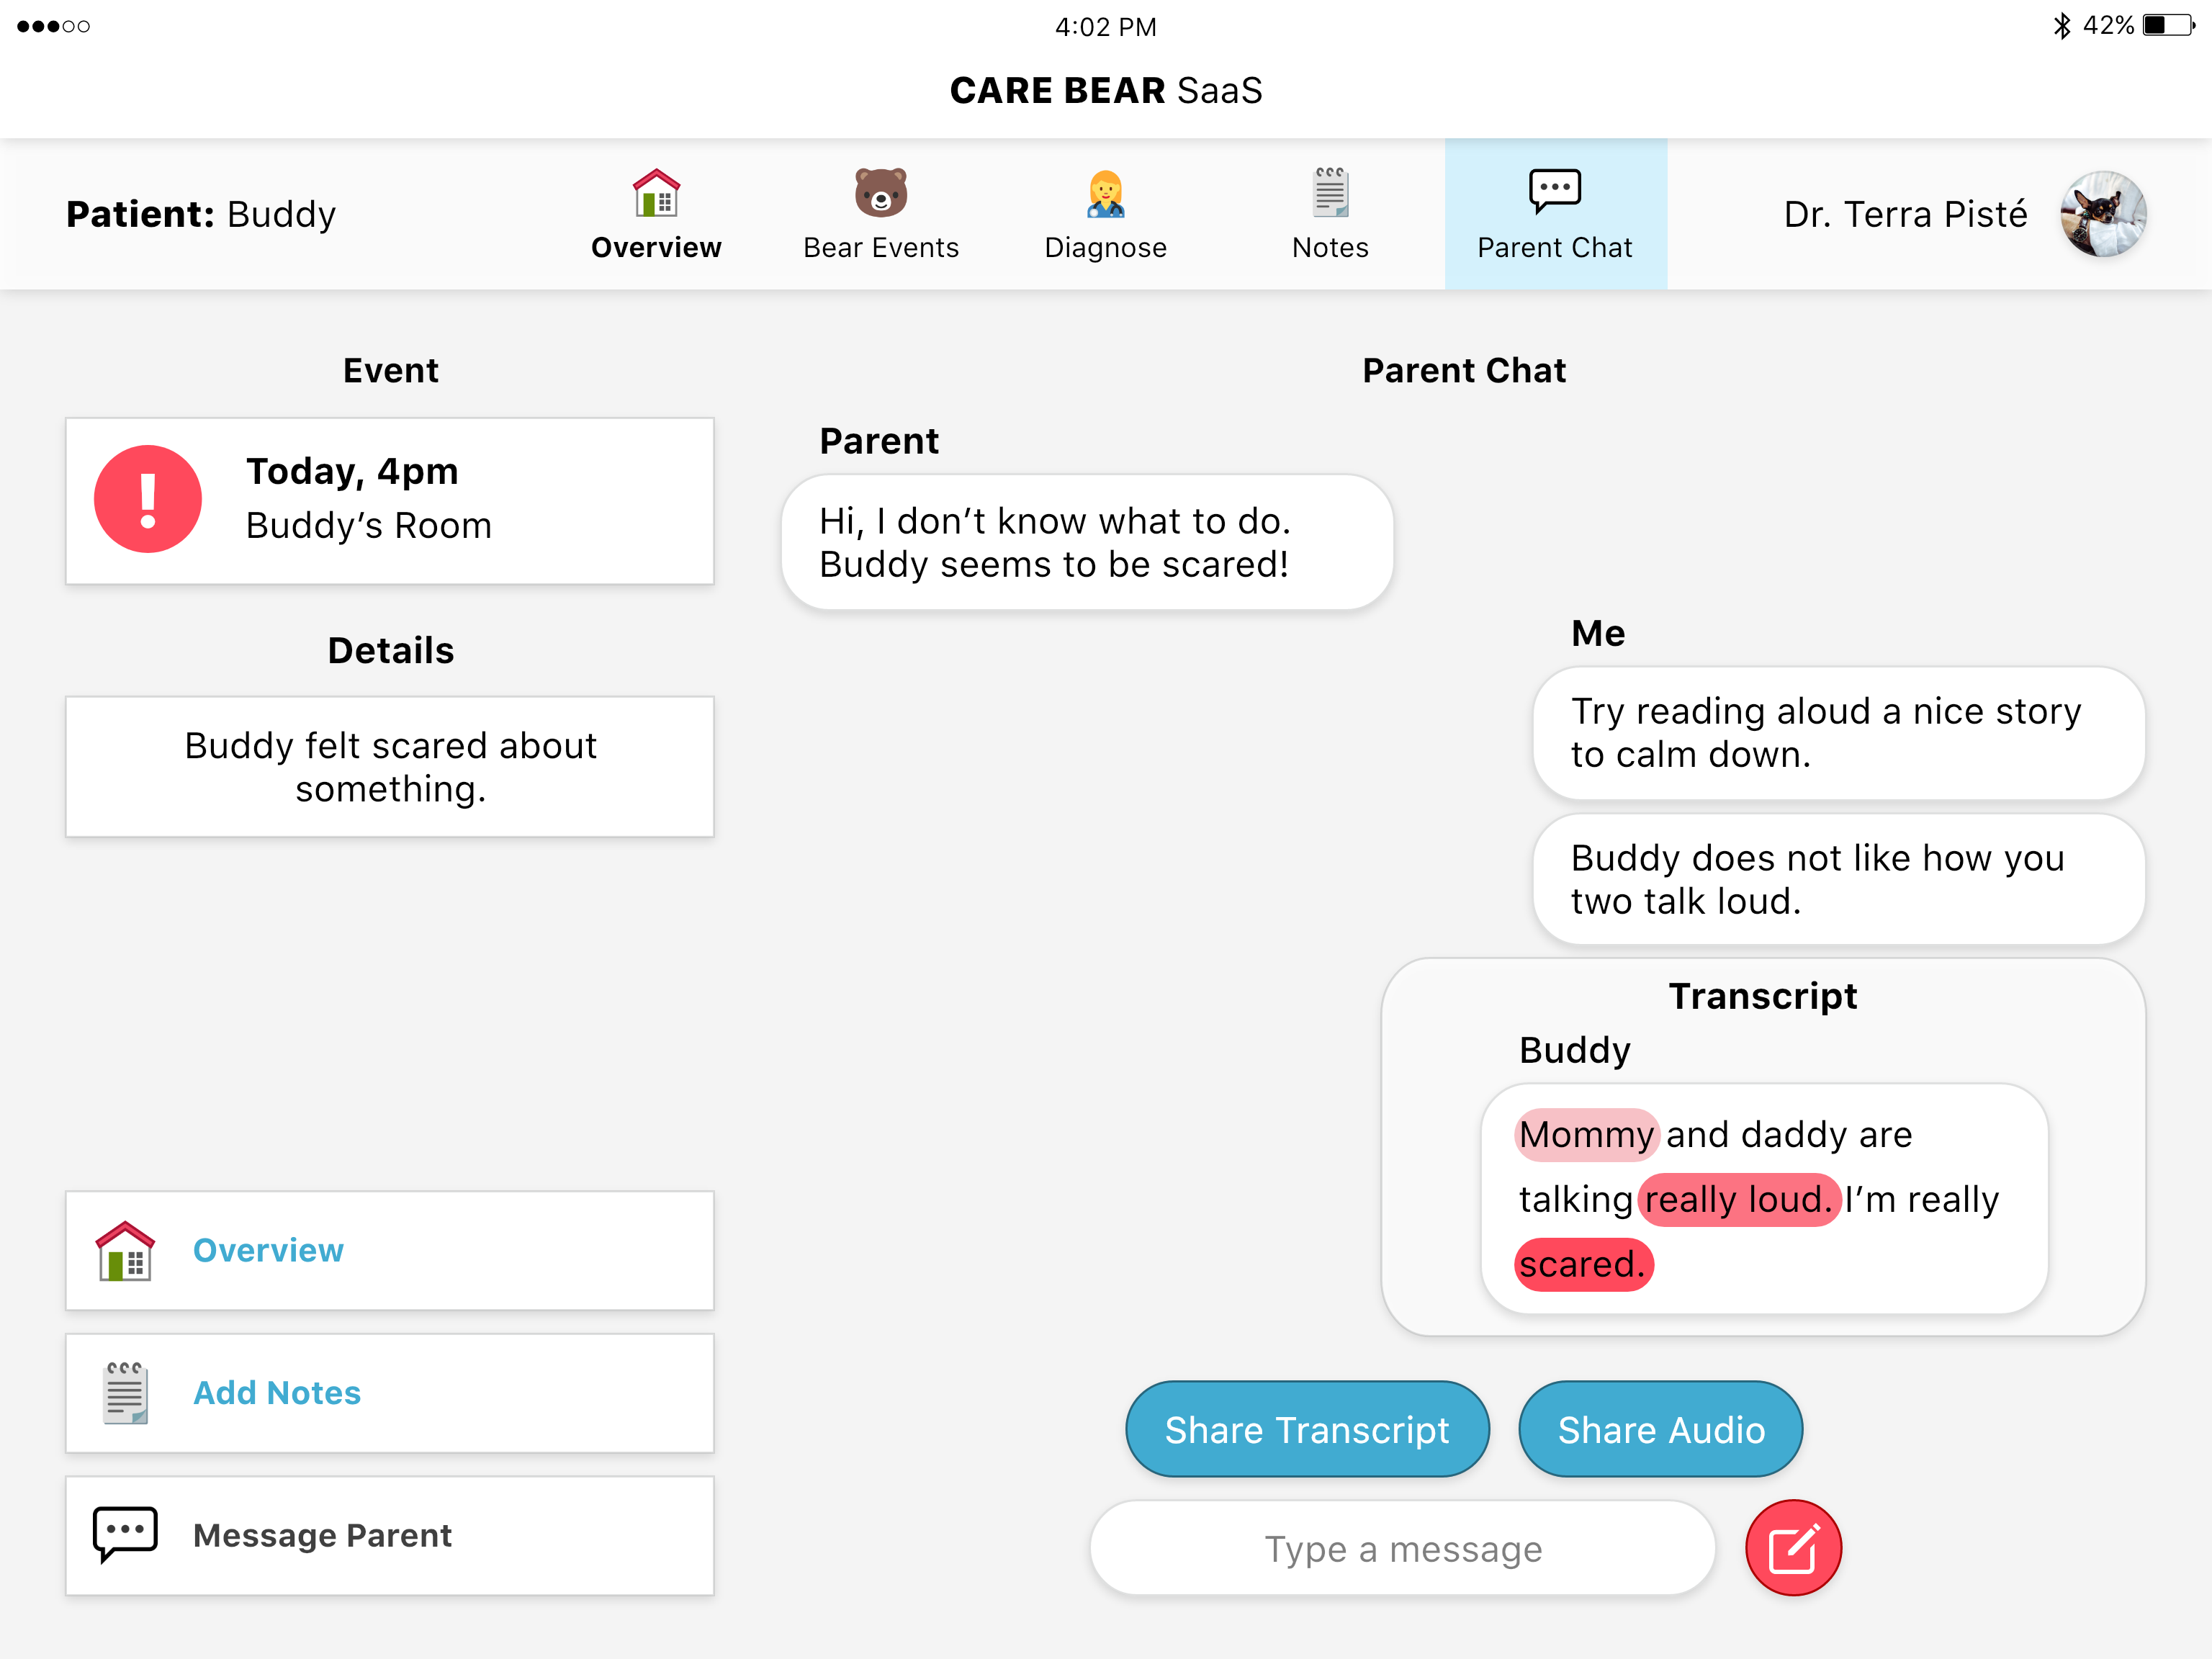 4:02 PM
42%
CARE BEAR SaaS
Patient: Buddy
Overview
Bear Events
Diagnose
Notes
Parent Chat
Dr. Terra Pisté
Event
Today, 4pm
Buddy’s Room
Details
Buddy felt scared about
something.
Overview
Add Notes
Message Parent
Parent Chat
Parent
Hi, I don’t know what to do.
Buddy seems to be scared!
Me
Try reading aloud a nice story
to calm down.
Buddy does not like how you
two talk loud.
Transcript
Buddy
Mommy and daddy are
talking really loud. I’m really
scared.
Share Transcript
Share Audio
Type a message